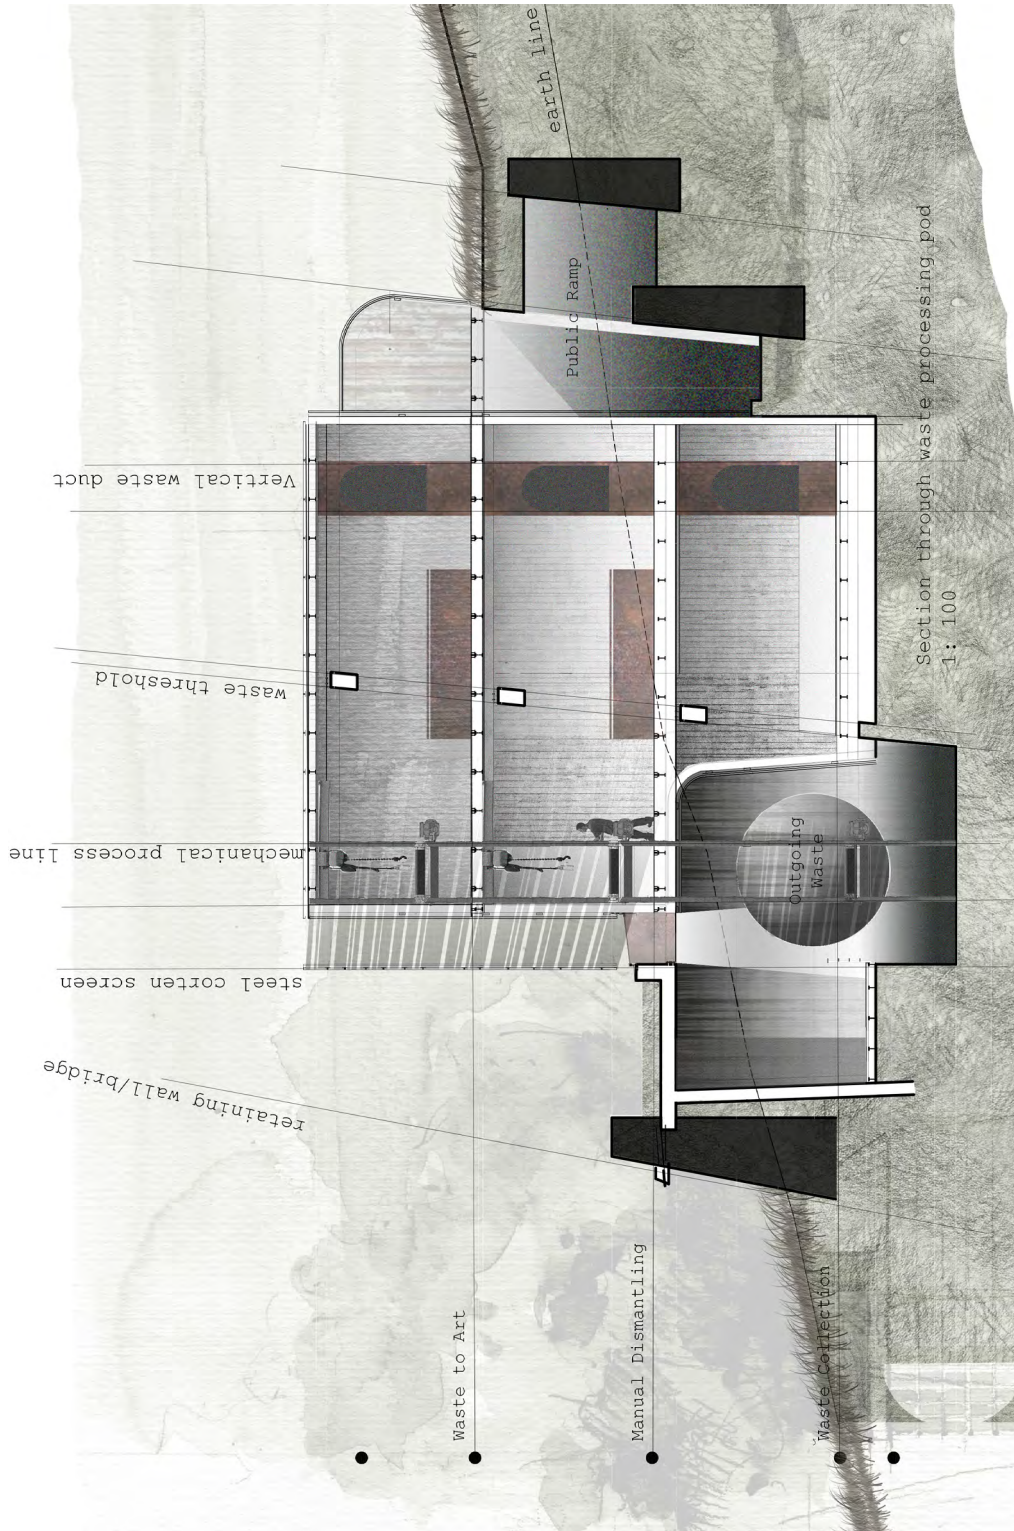 Vertical waste duct
waste threshold
mechanical process line
steel corten screen
retaining wall/bridge
earth line
Public Ramp
Outgoing
Waste
Waste to Art
Manual Dismantling
Waste Collection
Section through waste processing pod
1: 100